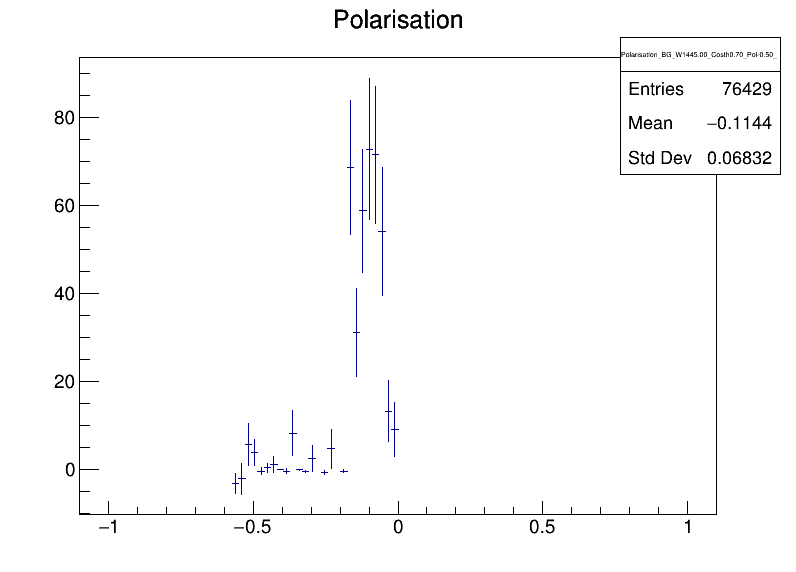 Polarisation
Polarisation_BG_W1445.00_Costh0.70_Pol-0.50_
Entries 76429
Mean −0.1144
Std Dev 0.06832
80
60
40
20
0
−1 −0.5 0 0.5 1